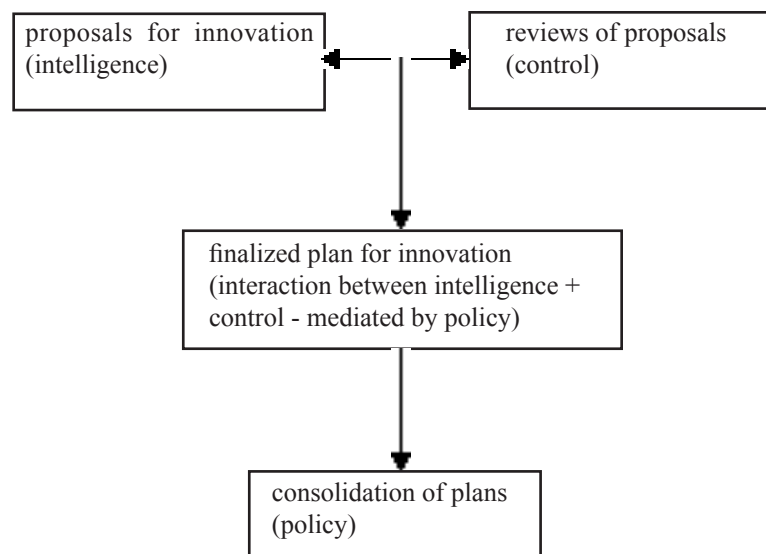 proposals for innovation
(intelligence)
reviews of proposals
(control)
finalized plan for innovation
(interaction between intelligence +
control - mediated by policy)
consolidation of plans
(policy)